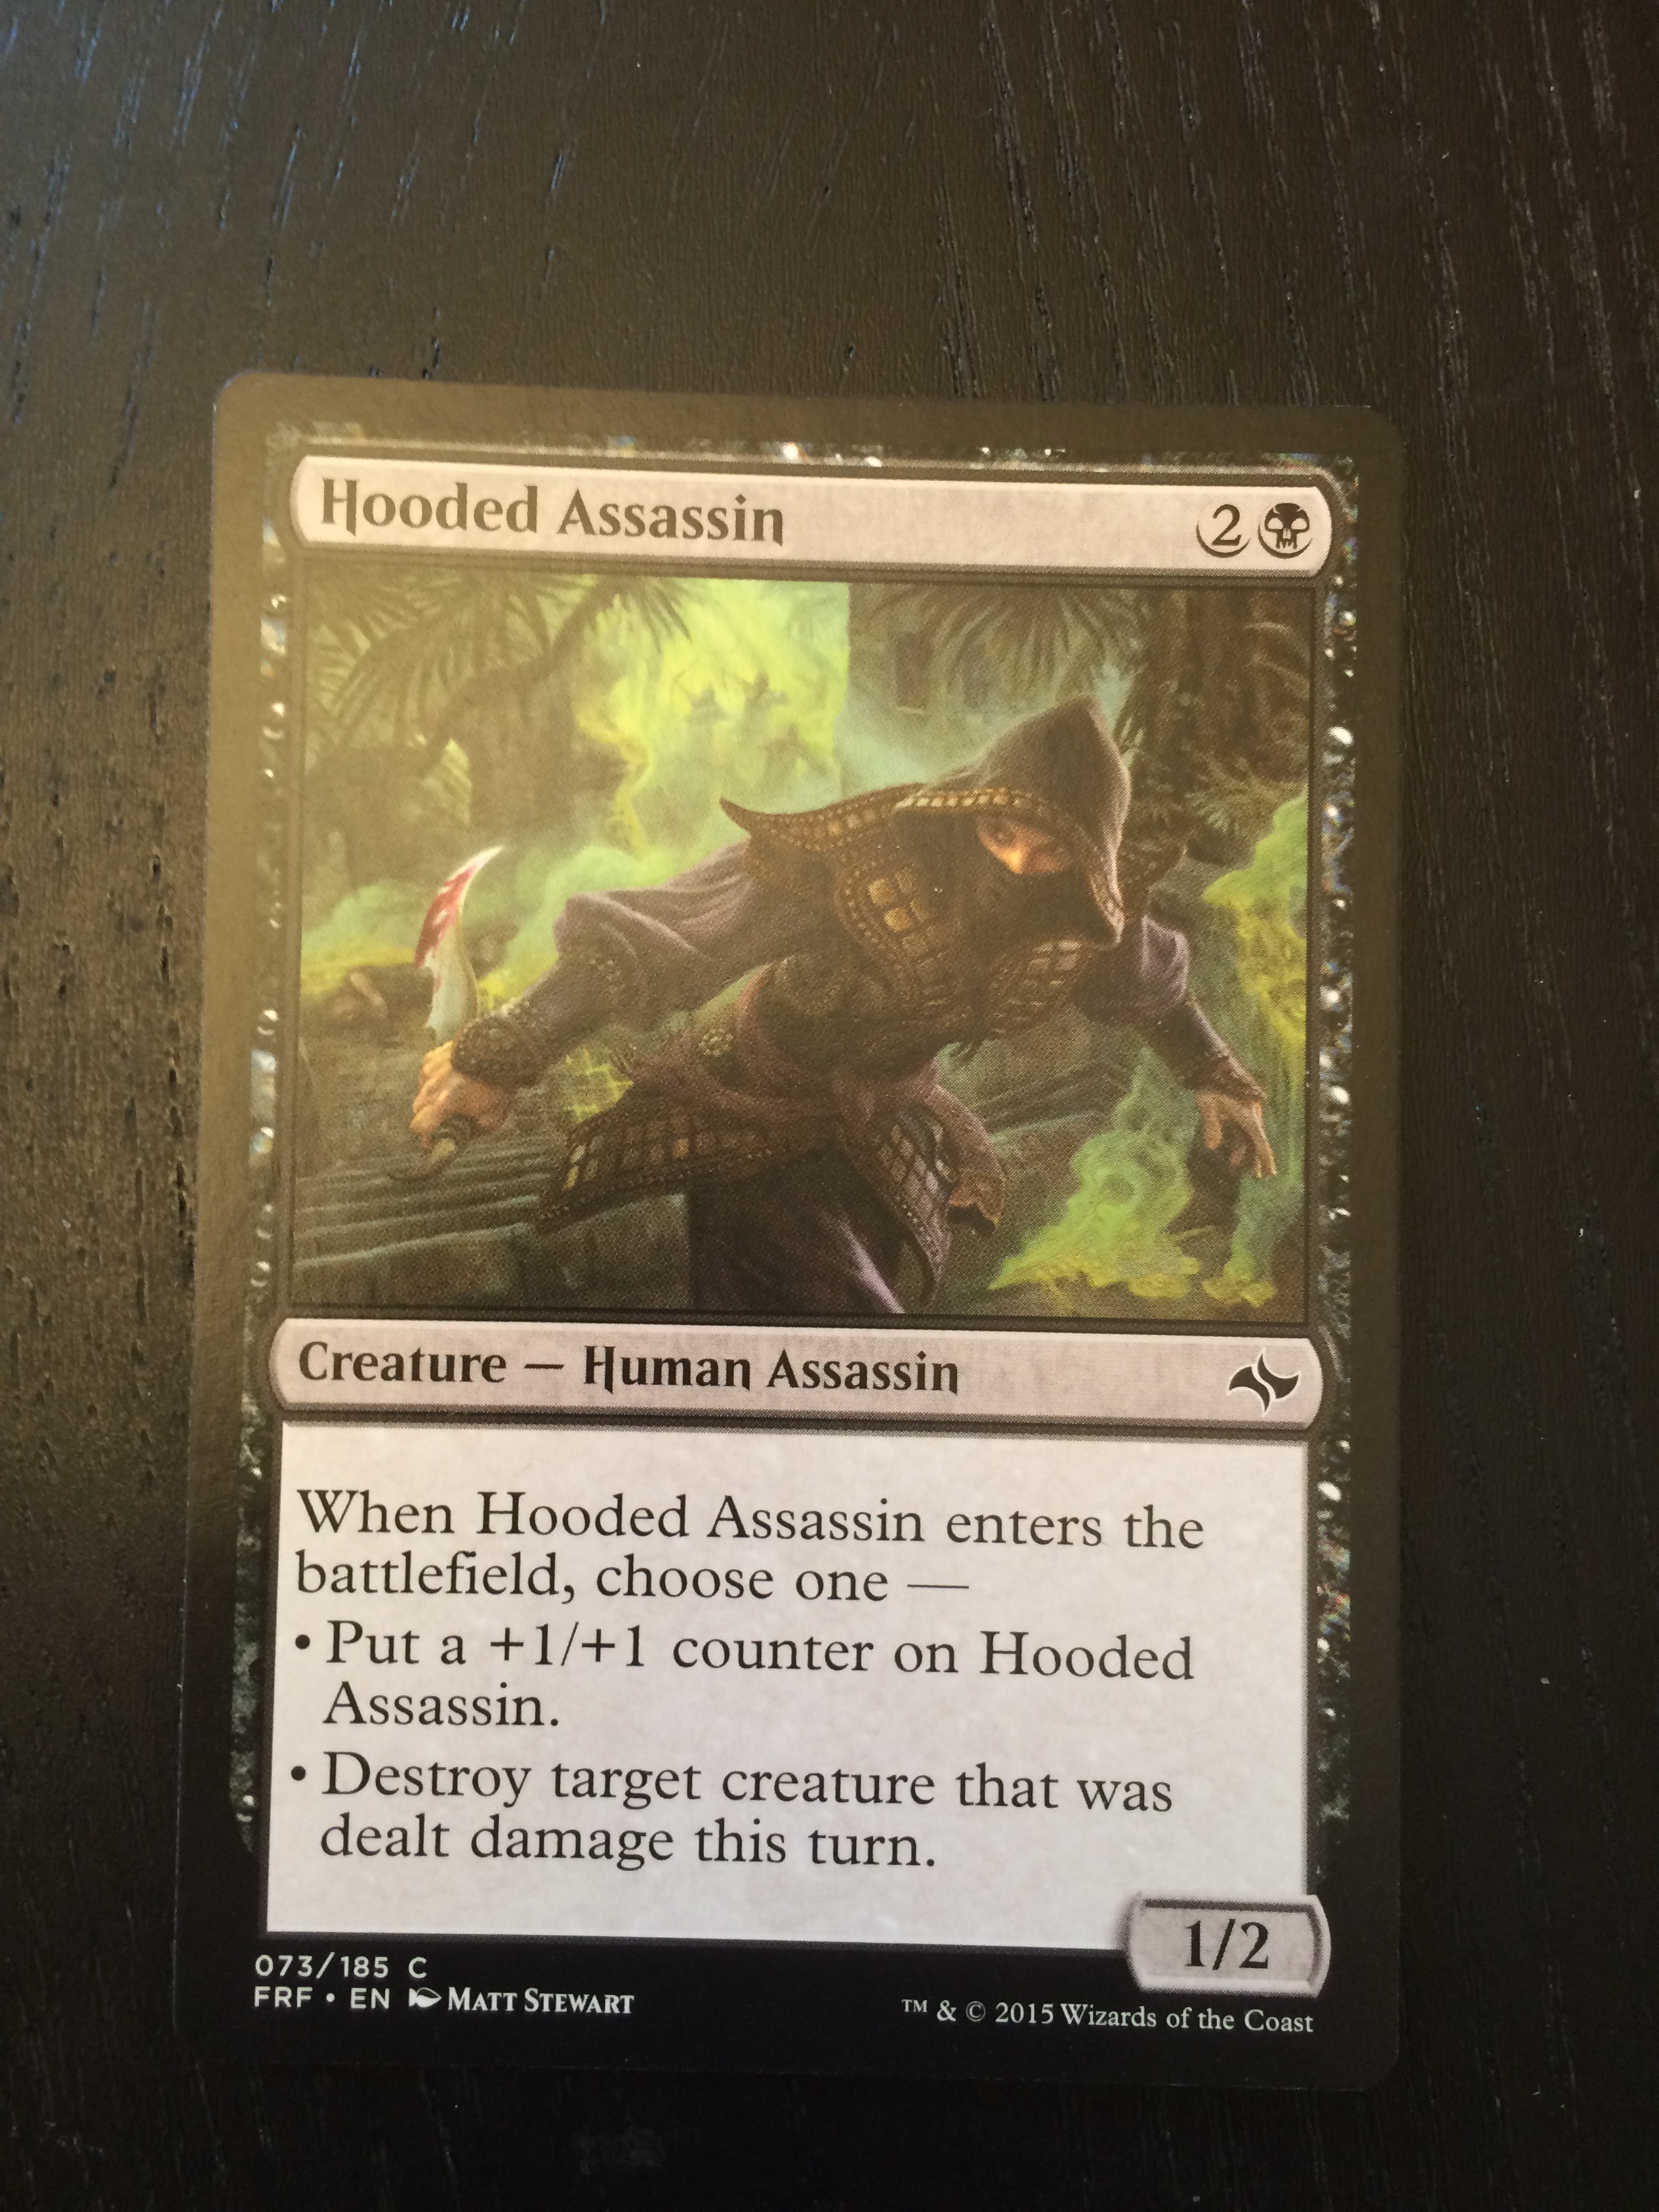 Hooded Assassin 2
Creature — Human Assassin
When Hooded Assassin enters the
battlefield, choose one —
• Put a +1/+1 counter on Hooded
Assassin.
• Destroy target creature that was
dealt damage this turn.
1/2
073/185 C
FRF • EN MATT STEWART
™ & © 2015 Wizards of the Coast